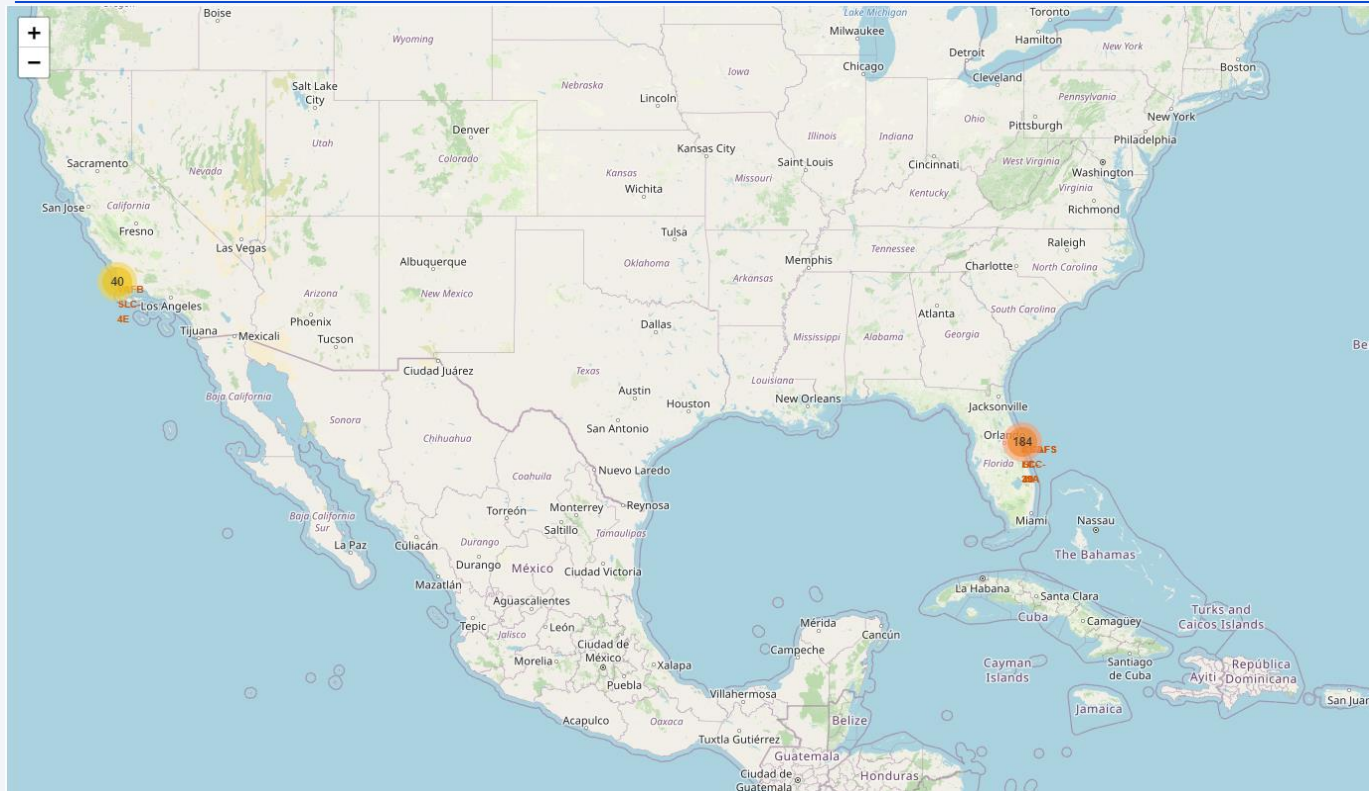 Boise
Lake Michigan
Toronto
+
Milwaukee
Hamilton
Wyoming
New York
Detroit
−
Chicago
Boston
Iowa
Cleveland
Salt Lake
City
Nebraska
Lincoln
Pennsylvania
New York
Pittsburgh
Ohio
Denver
Illinois
Indiana
Philadelphia
Utah
Kansas City
Colorado
Saint Louis
Cincinnati
West Virginia
Sacramento
Nevada
Kansas
Missouri
Washington
Wichita
Kentucky
Virginia
San Jose
California
Richmond
Fresno
Tulsa
Las Vegas
Raleigh
Tennessee
Albuquerque
Oklahoma
Memphis
Charlotte
North Carolina
40
Arkansas
FB
Arizona
New Mexico
SLC-
Los Angeles
South Carolina
4E
Phoenix
Atlanta
Dallas
Tijuana
Mexicali
Tucson
Mississippi
Alabama
Georgia
Be
Ciudad Juárez
Texas
Louisiana
Austin
Baja California
New Orleans
Houston
Jacksonville
Sonora
San Antonio
Chihuahua
184
AFS
Florida
Coahuila
Nuevo Laredo
Torreón
Monterrey
Reynosa
Baja California
Sur
Saltillo
Miami
Nassau
Tamaulipas
La Paz
Culiacán
Durango
The Bahamas
Durango
México
Ciudad Victoria
Mazatlán
La Habana
Santa Clara
Aguascalientes
Turks and
Caicos Islands
Cuba
Camaguey
Tepic
León
Mérida
Cancún
Jalisco
Ciudad de
México
Campeche
Morelia
Xalapa
Cayman
Islands
Santiago
de Cuba
Ayiti
República
Dominicana
Puebla
Villahermosa
San Juan
Jamaica
Acapulco
Oaxaca
Belize
Tuxtla Gutiérrez
Guatemala
Ciudad de
Guatemala
Honduras